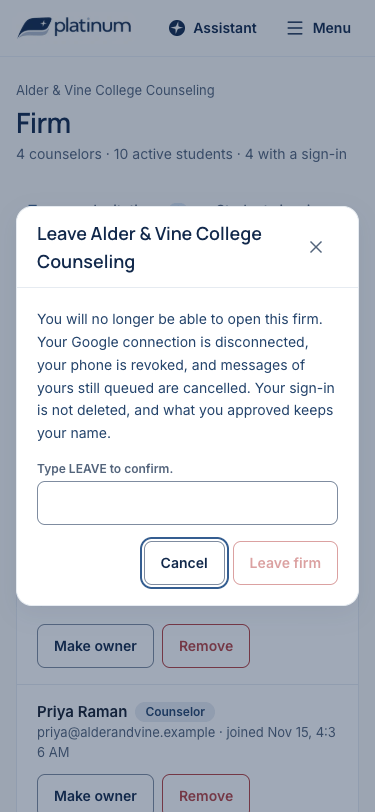 platinum
Assistant
Menu
Alder & Vine College Counseling
Firm
4 counselors · 10 active students · 4 with a sign-in
Leave Alder & Vine College
Counseling
You will no longer be able to open this firm.
Your Google connection is disconnected,
your phone is revoked, and messages of
yours still queued are cancelled. Your sign-in
is not deleted, and what you approved keeps
your name.
Type LEAVE to confirm.
Cancel
Leave firm
Make owner
Remove
Priya Raman
Counselor
priya@alderandvine.example · joined Nov 15, 4:3
6 AM
Make owner
Remove